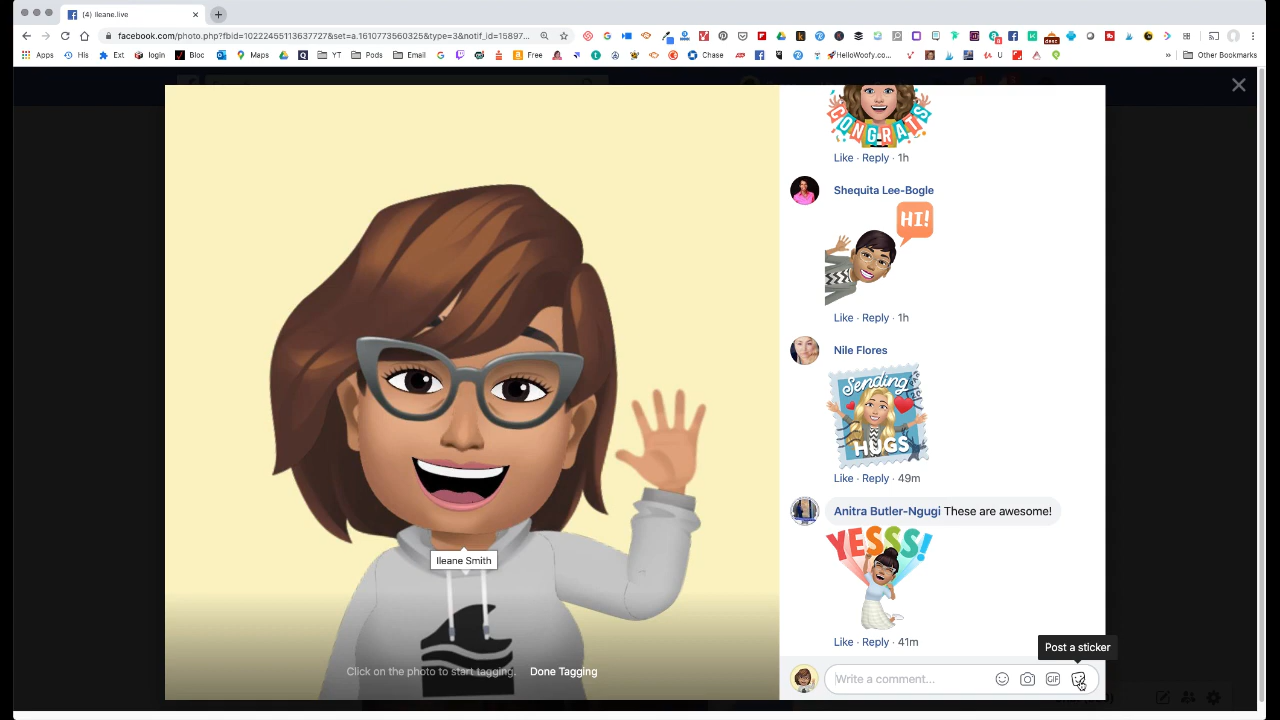 (4) Ileane.live
facebook.com/photo.php?fbid=10222455113637727&set=a.1610773560325&type=3&notif_id=15897...
Apps His Ext login Bloc Maps YT Pods Email Free Chase HelloWoofy.co... U Other Bookmarks
CONGRATS
Like · Reply · 1h
Shequita Lee-Bogle
HI!
Like · Reply · 1h
Nile Flores
Sending
HUGS
Like · Reply · 49m
Anitra Butler-Ngugi These are awesome!
YESSS!
Like · Reply · 41m
Ileane Smith
Click on the photo to start tagging. Done Tagging
Post a sticker
Write a comment...
GIF